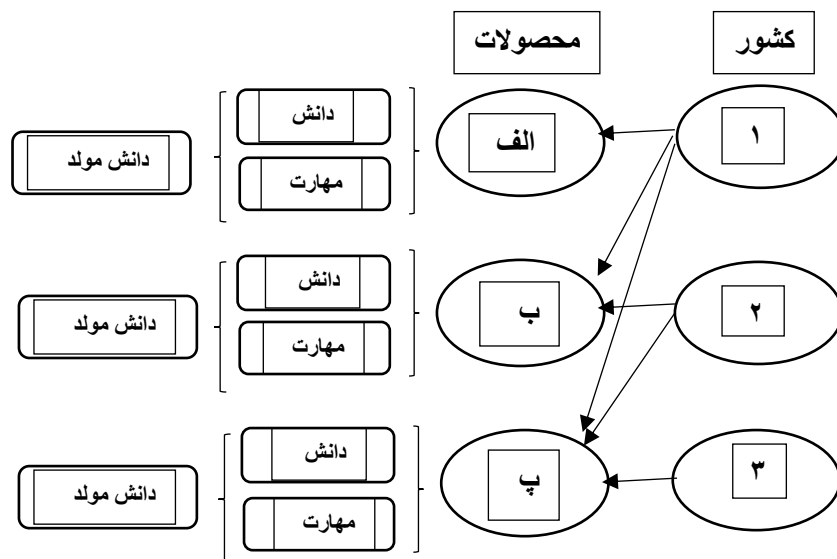 کشور
محصولات
۱
الف
دانش
مهارت
دانش مولد
۲
ب
دانش
مهارت
دانش مولد
۳
پ
دانش
مهارت
دانش مولد